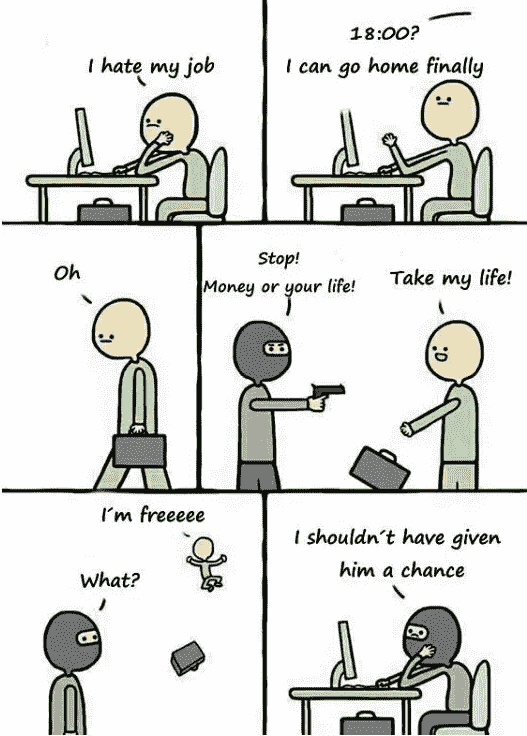 I hate my job
18:00?
I can go home finally
Oh
Stop!
Money or your life!
Take my life!
I´m freeeee
What?
I shouldn´t have given
him a chance